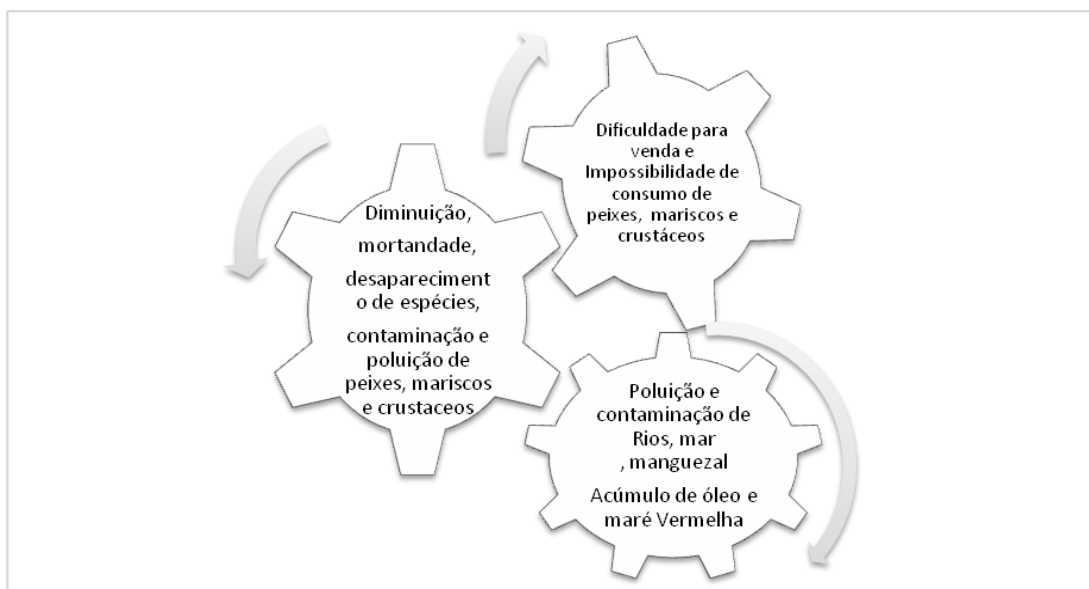 Dificuldade para
venda e
Impossibilidade de
consumo de
peixes, mariscos e
crustáceos
Diminuição,
mortandade,
desapareciment
o de espécies,
contaminação e
poluição de
peixes, mariscos
e crustaceos
Poluição e
contaminação de
Rios, mar
, manguezal
Acúmulo de óleo e
maré Vermelha